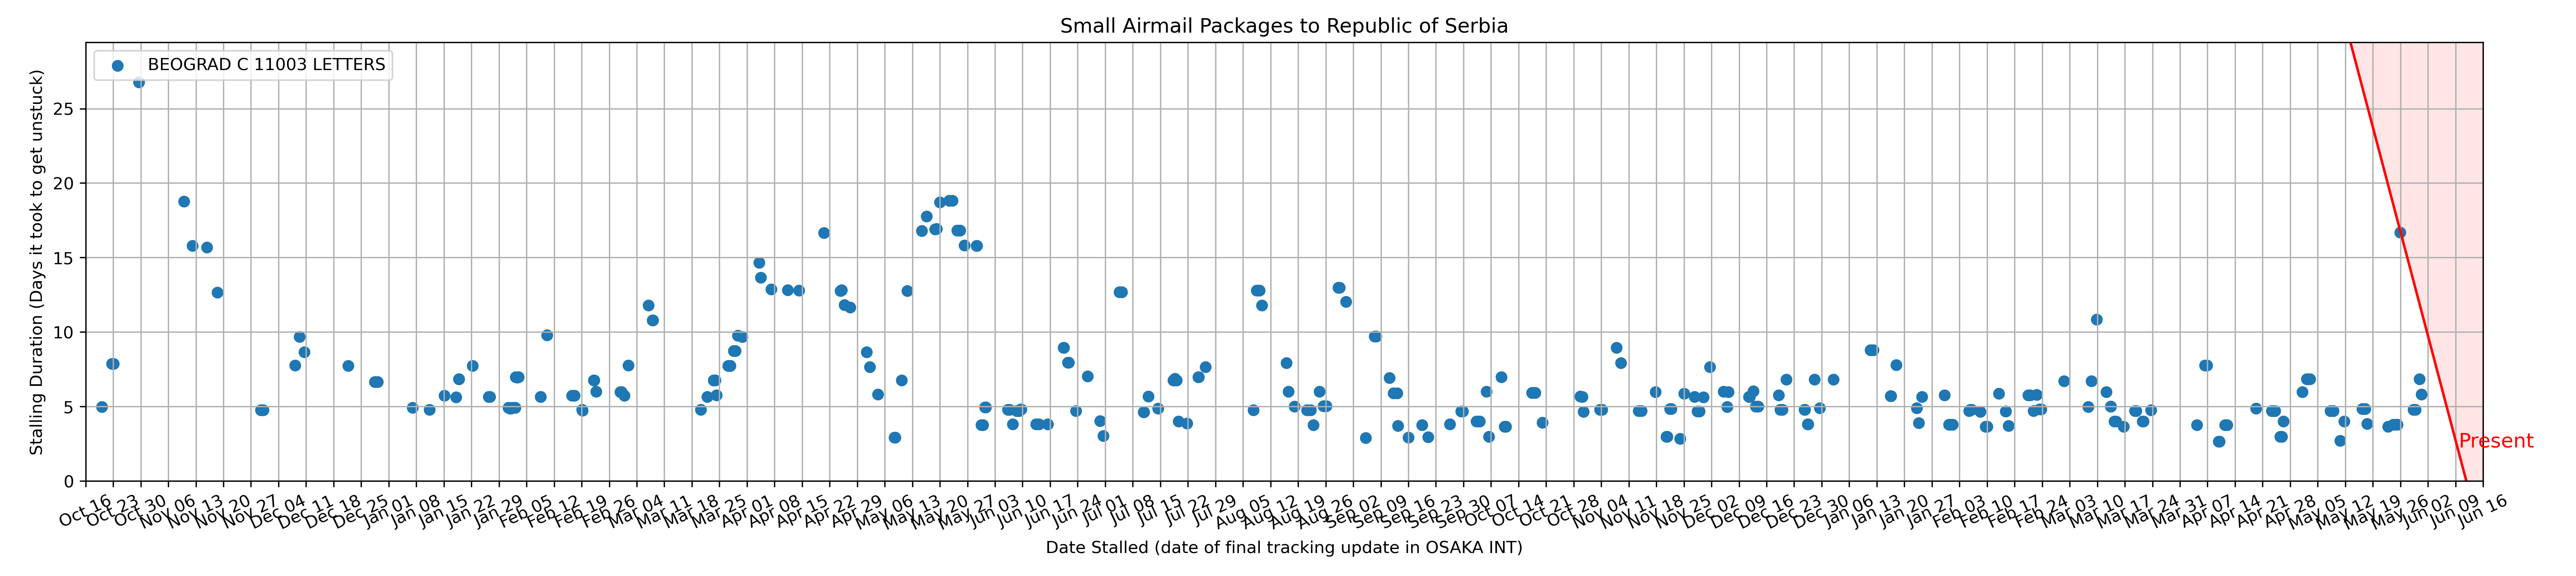 Small Airmail Packages to Republic of Serbia
BEOGRAD C 11003 LETTERS
Stalling Duration (Days it took to get unstuck)
25
20
15
10
5
0
Present
Oct 16 Oct 23 Oct 30 Nov 06 Nov 13 Nov 20 Nov 27 Dec 04 Dec 11 Dec 18 Dec 25 Jan 01 Jan 08 Jan 15 Jan 22 Jan 29 Feb 05 Feb 12 Feb 19 Feb 26 Mar 04 Mar 11 Mar 18 Mar 25 Apr 01 Apr 08 Apr 15 Apr 22 Apr 29 May 06 May 13 May 20 May 27 Jun 03 Jun 10 Jun 17 Jun 24 Jul 01 Jul 08 Jul 15 Jul 22 Jul 29 Aug 05 Aug 12 Aug 19 Aug 26 Sep 02 Sep 09 Sep 16 Sep 23 Sep 30 Oct 07 Oct 14 Oct 21 Oct 28 Nov 04 Nov 11 Nov 18 Nov 25 Dec 02 Dec 09 Dec 16 Dec 23 Dec 30 Jan 06 Jan 13 Jan 20 Jan 27 Feb 03 Feb 10 Feb 17 Feb 24 Mar 03 Mar 10 Mar 17 Mar 24 Mar 31 Apr 07 Apr 14 Apr 21 Apr 28 May 05 May 12 May 19 May 26 Jun 02 Jun 09 Jun 16
Date Stalled (date of final tracking update in OSAKA INT)